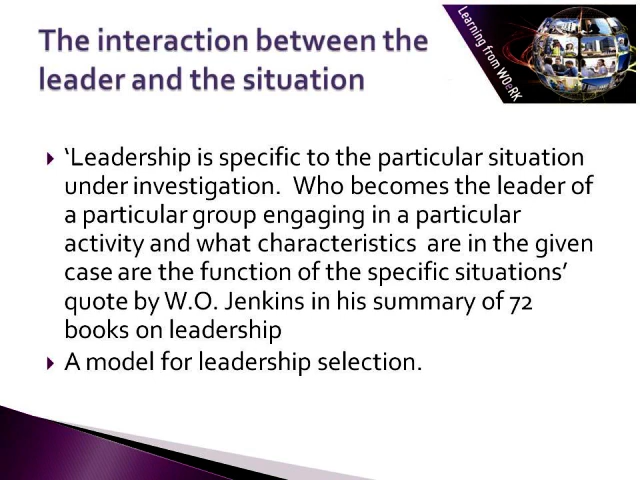 The interaction between the
leader and the situation
Learning from WOeRK
‘Leadership is specific to the particular situation
under investigation.  Who becomes the leader of
a particular group engaging in a particular
activity and what characteristics  are in the given
case are the function of the specific situations’
quote by W.O. Jenkins in his summary of 72
books on leadership
A model for leadership selection.